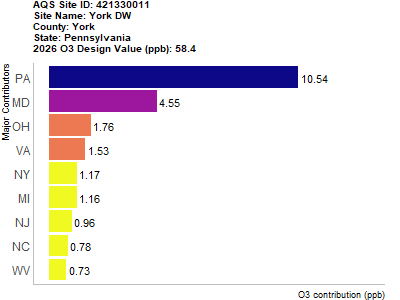 AQS Site ID: 421330011
Site Name: York DW
County: York
State: Pennsylvania
2026 O3 Design Value (ppb): 58.4
Major Contributors
PA 10.54
MD 4.55
OH 1.76
VA 1.53
NY 1.17
MI 1.16
NJ 0.96
NC 0.78
WV 0.73
O3 contribution (ppb)